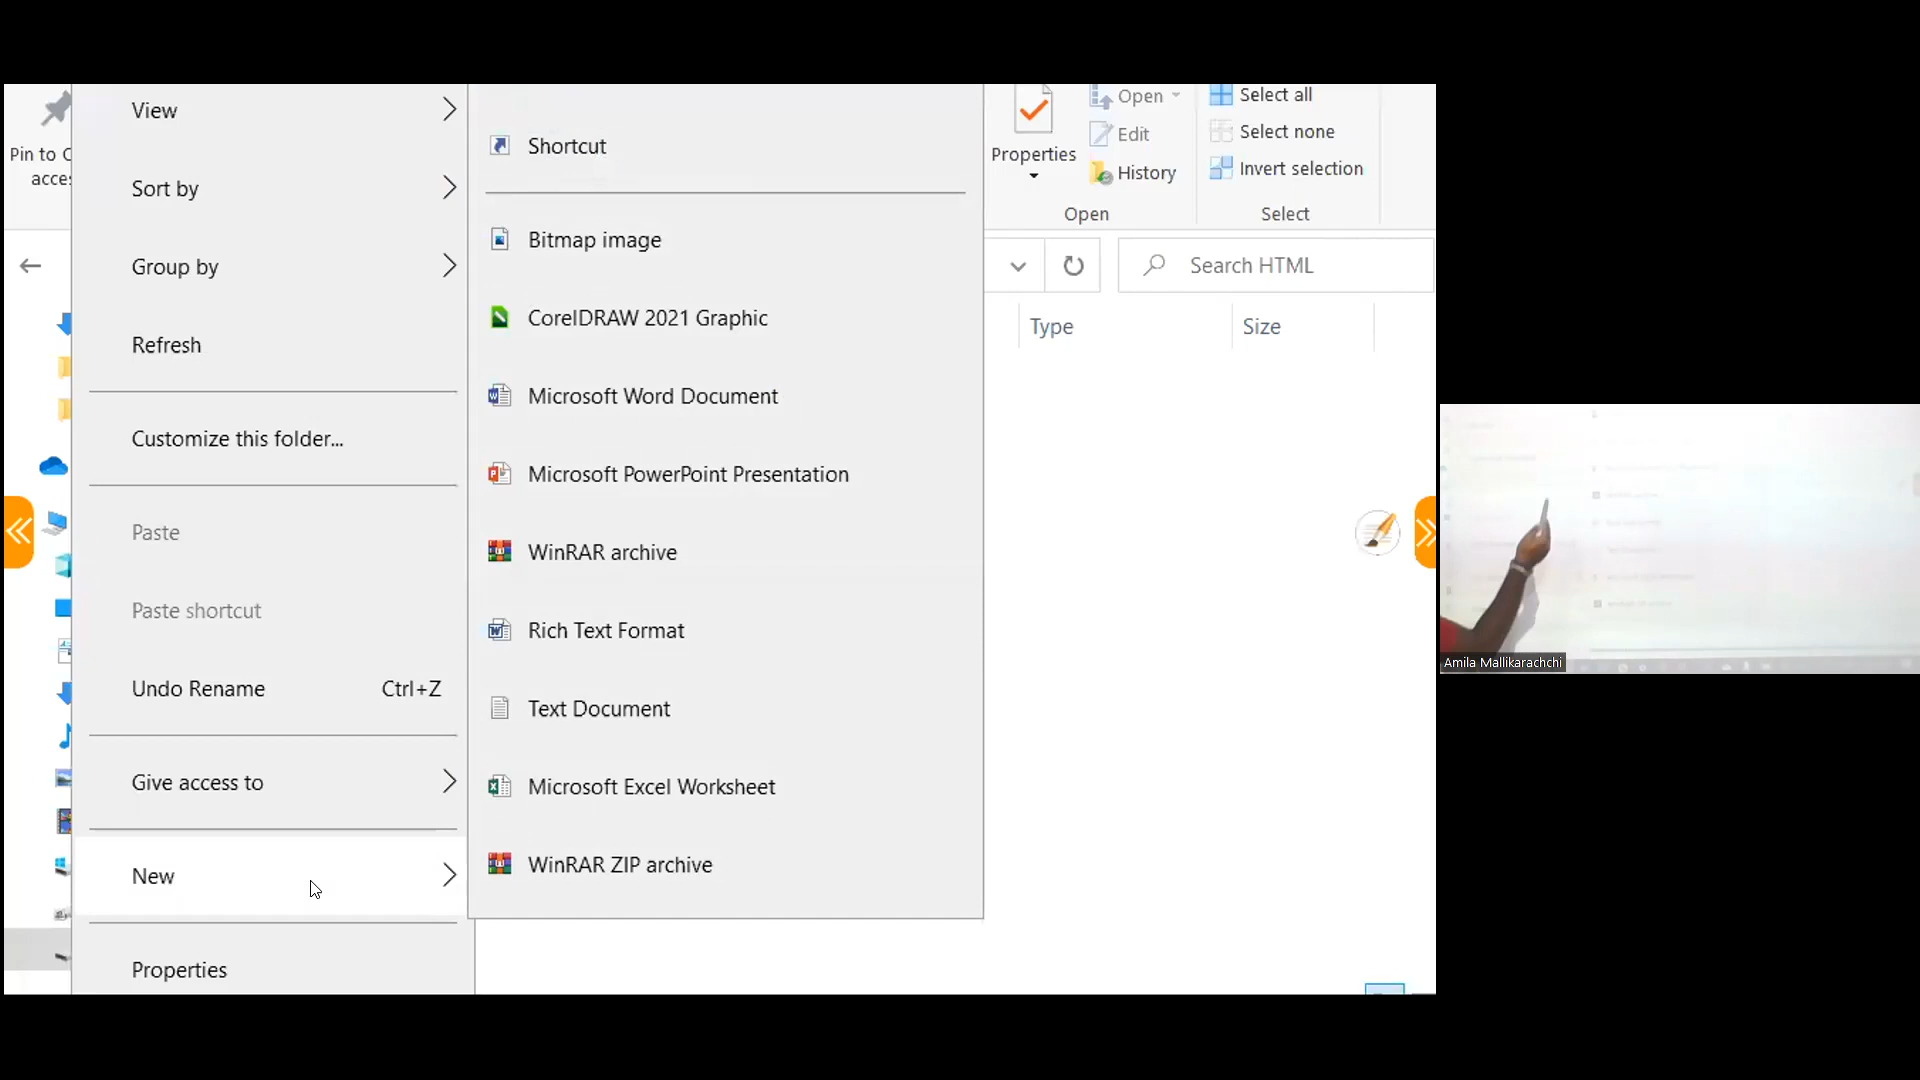 View
Sort by
Group by
Refresh
Customize this folder...
Paste
Paste shortcut
Undo Rename Ctrl+Z
Give access to
New
Properties
Shortcut
Bitmap image
CorelDRAW 2021 Graphic
Microsoft Word Document
Microsoft PowerPoint Presentation
WinRAR archive
Rich Text Format
Text Document
Microsoft Excel Worksheet
WinRAR ZIP archive
Pin to
Properties
Open
Edit
History
Open
Select all
Select none
Invert selection
Select
Search HTML
Type Size
Amila Mallikarachchi